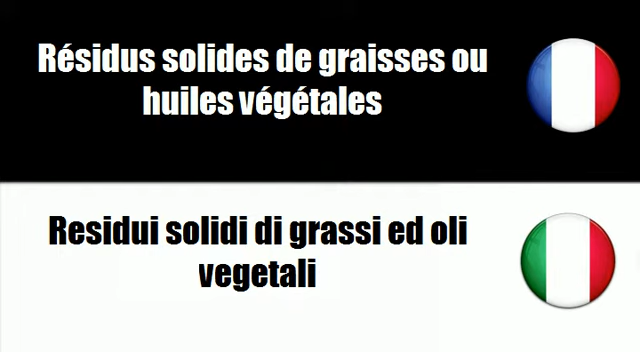 Résidus solides de graisses ou
huiles végétales
Residui solidi di grassi ed oli
vegetali